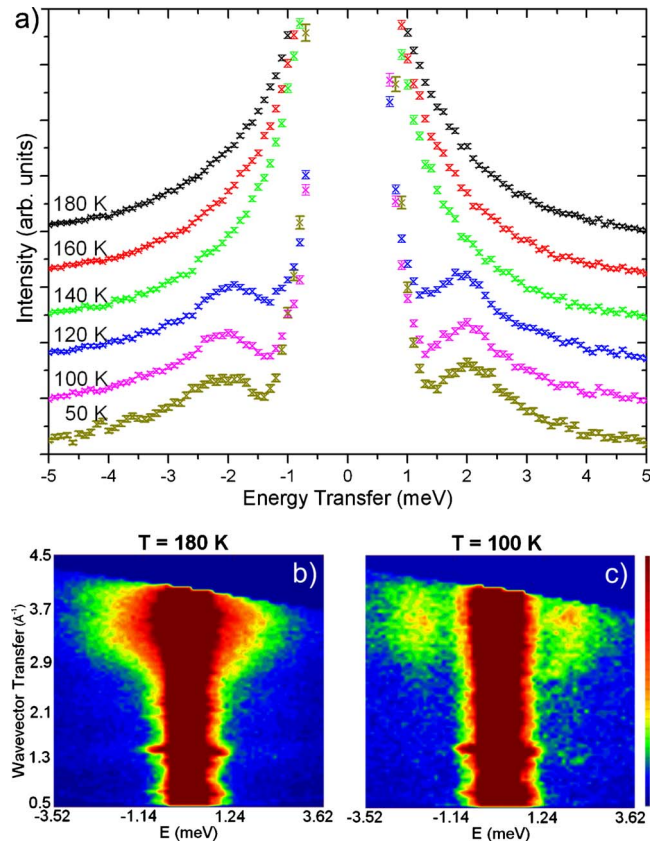 a)
Intensity (arb. units)
180 K
160 K
140 K
120 K
100 K
50 K
-5 -4 -3 -2 -1 0 1 2 3 4 5
Energy Transfer (meV)
T = 180 K
T = 100 K
Wavevector Transfer (Å⁻¹)
4.5
3.7
2.9
2.1
1.3
0.5
b)
c)
-3.52 -1.14 1.24 3.62
E (meV)
-3.52 -1.14 1.24 3.62
E (meV)